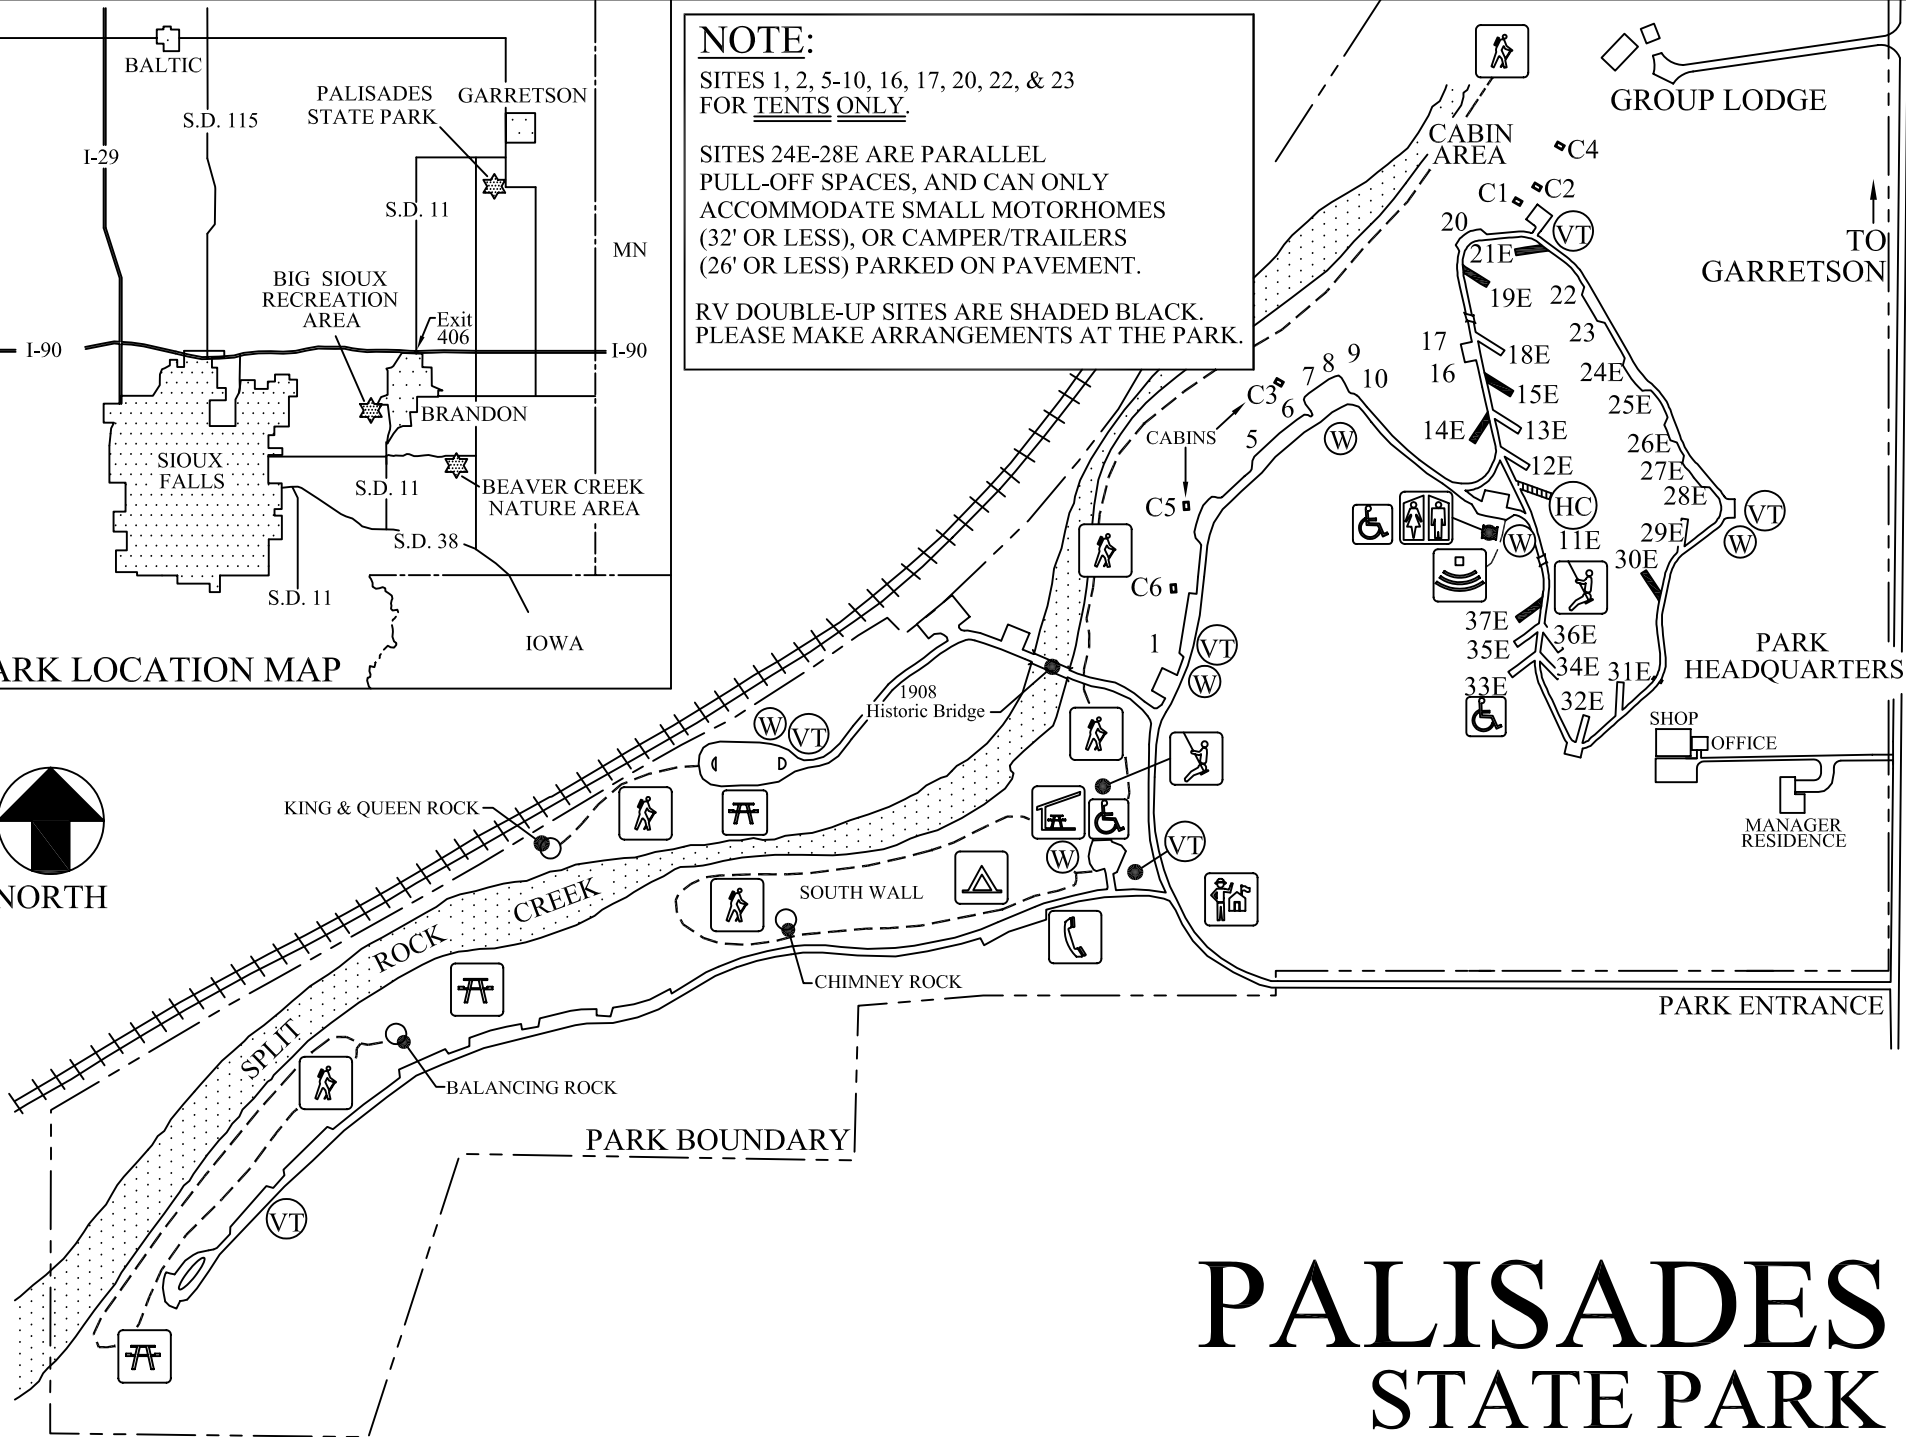 BALTIC
S.D. 115
I-29
PALISADES
STATE PARK
GARRETSON
S.D. 11
MN
BIG SIOUX
RECREATION
AREA
Exit
406
I-90
I-90
BRANDON
SIOUX
FALLS
S.D. 11
BEAVER CREEK
NATURE AREA
S.D. 38
S.D. 11
IOWA
ARK LOCATION MAP
NOTE:
SITES 1, 2, 5-10, 16, 17, 20, 22, & 23
FOR TENTS ONLY.
SITES 24E-28E ARE PARALLEL
PULL-OFF SPACES, AND CAN ONLY
ACCOMMODATE SMALL MOTORHOMES
(32' OR LESS), OR CAMPER/TRAILERS
(26' OR LESS) PARKED ON PAVEMENT.
RV DOUBLE-UP SITES ARE SHADED BLACK.
PLEASE MAKE ARRANGEMENTS AT THE PARK.
GROUP LODGE
CABIN
AREA
C4
C1
C2
VT
TO
GARRETSON
20
21E
19E
22
23
17
18E
16
24E
15E
25E
14E
13E
26E
12E
27E
28E
HC
VT
W
29E
11E
30E
W
37E
36E
35E
34E
33E
31E
32E
C3
7
8
9
10
6
5
W
CABINS
C5
C6
1
VT
W
PARK
HEADQUARTERS
SHOP
OFFICE
MANAGER
RESIDENCE
1908
Historic Bridge
W
VT
KING & QUEEN ROCK
NORTH
SOUTH WALL
W
VT
CHIMNEY ROCK
SPLIT
ROCK
CREEK
BALANCING ROCK
PARK ENTRANCE
PARK BOUNDARY
VT
PALISADES
STATE PARK